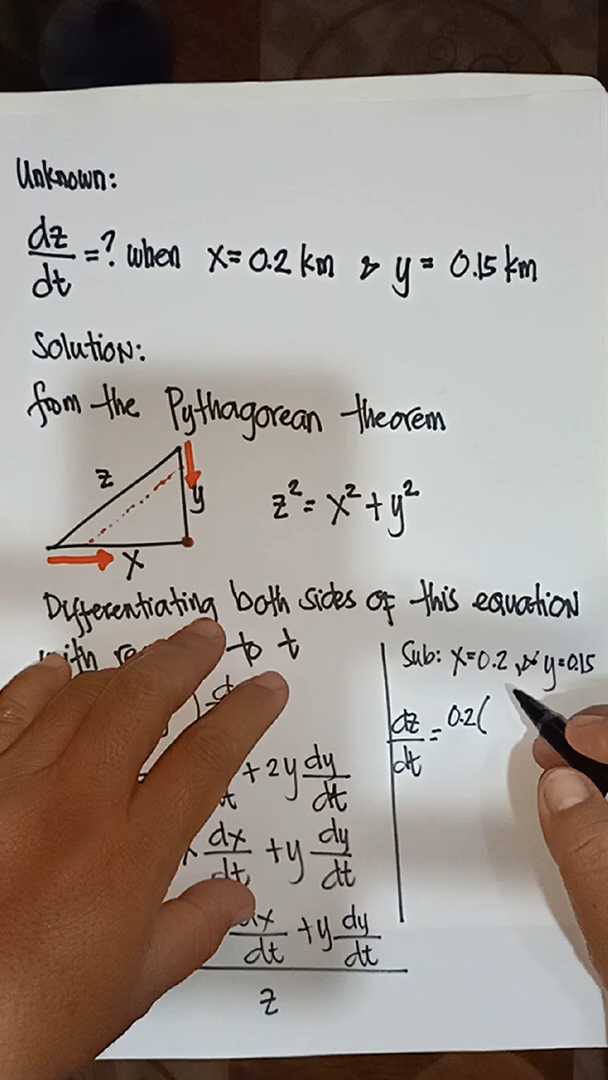 Unknown:
dz/dt = ? when x = 0.2 km & y = 0.15 km
Solution:
from the Pythagorean theorem
z
y
x
z² = x² + y²
Differentiating both sides of this equation
to t
+ 2y dy/dt
dx/dt + y dy/dt
dx/dt + y dy/dt
z
Sub: x = 0.2, & y = 0.15
dz/dt = 0.2(